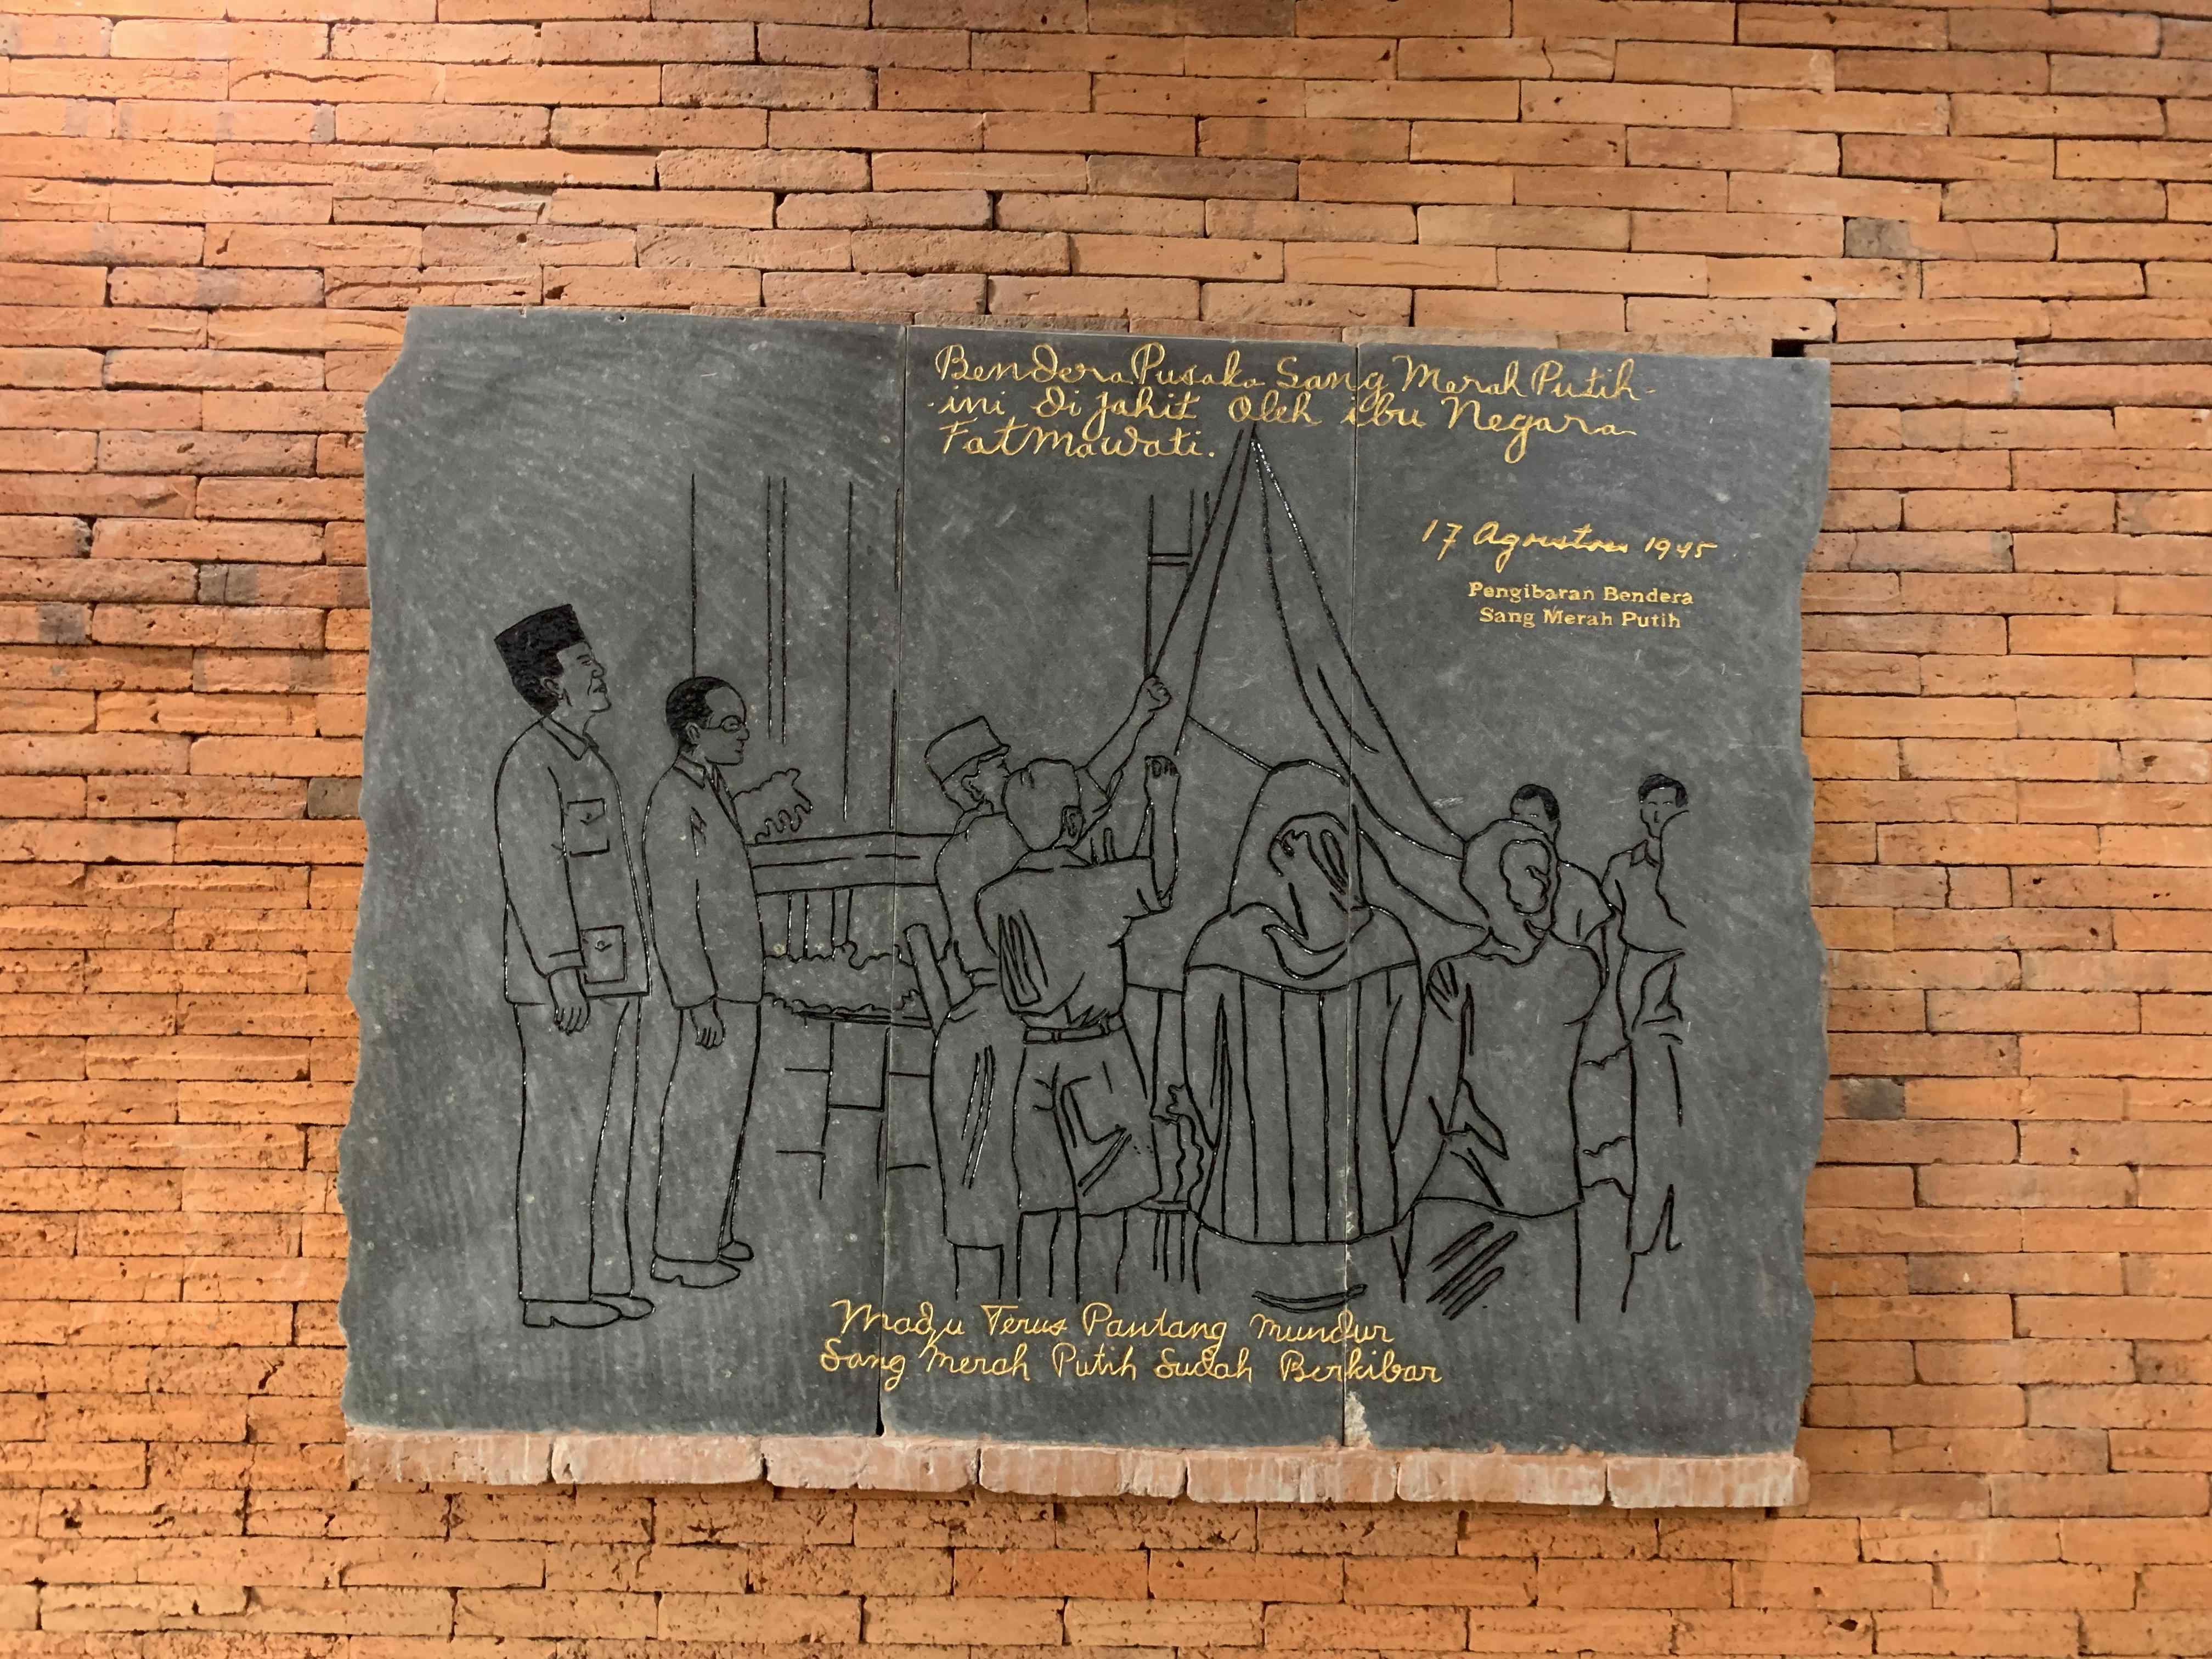 Bendera Pusaka Sang Merah Putih
ini di jahit oleh ibu Negara
Fatmawati.
17 Agustus 1945
Pengibaran Bendera
Sang Merah Putih
Madju Terus Pantang mundur
Sang merah Putih Sudah Berkibar